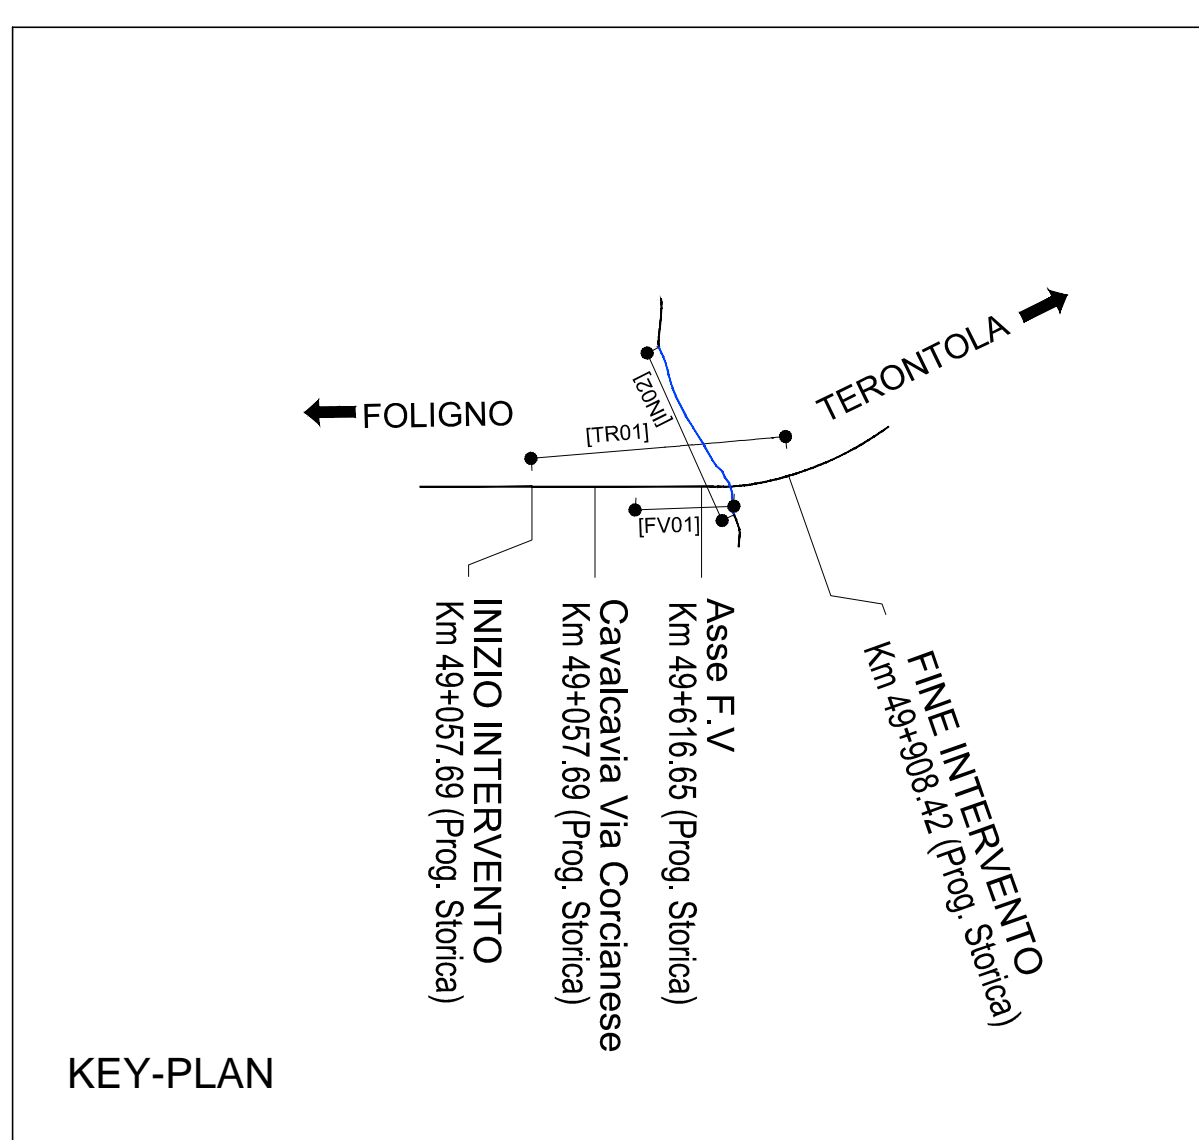 TERONTOLA
FOLIGNO
[IN02]
[TR01]
[FV01]
INIZIO INTERVENTO
Km 49+057.69 (Prog. Storica)
Cavalcavia Via Corcianese
Km 49+057.69 (Prog. Storica)
Asse F.V
Km 49+616.65 (Prog. Storica)
FINE INTERVENTO
Km 49+908.42 (Prog. Storica)
KEY-PLAN